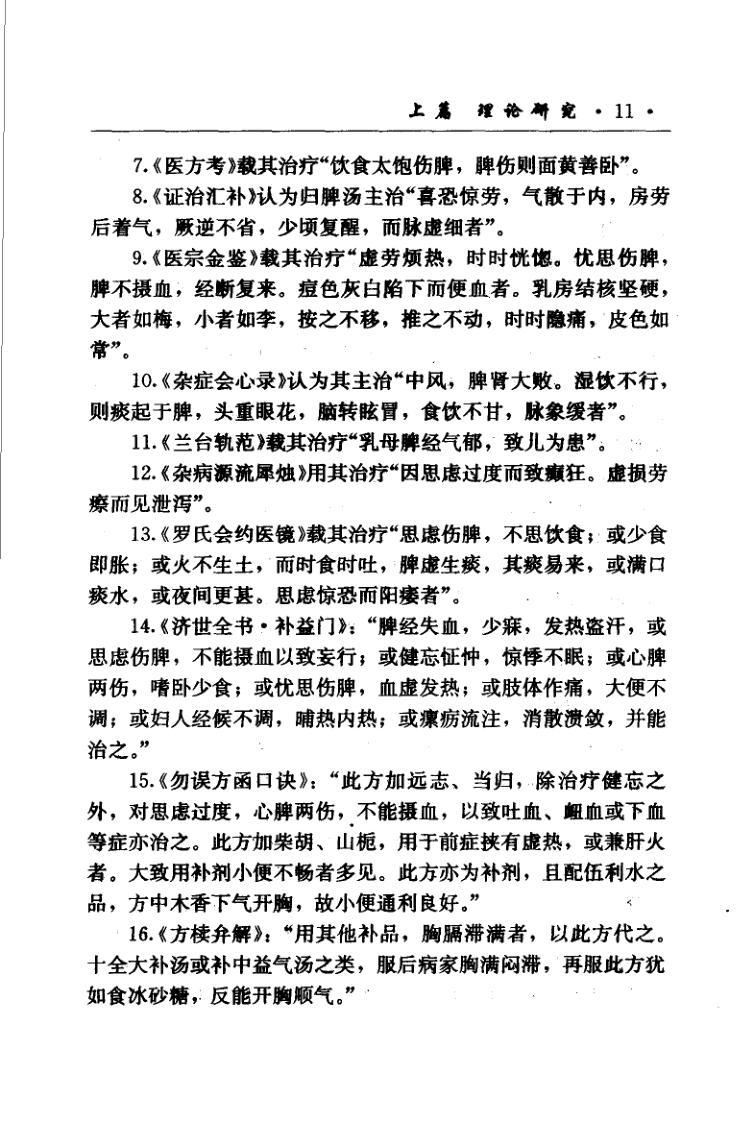 上篇 理论研究 · 11 ·
7.《医方考》载其治疗“饮食太饱伤脾，脾伤则面黄善卧”。
8.《证治汇补》认为归脾汤主治“喜恐惊劳，气散于内，房劳
后着气，厥逆不省，少顷复醒，而脉虚细者”。
9.《医宗金鉴》载其治疗“虚劳烦热，时时恍惚。忧思伤脾，
脾不摄血，经断复来。痘色灰白陷下而便血者。乳房结核坚硬，
大者如梅，小者如李，按之不移，推之不动，时时隐痛，皮色如
常”。
10.《杂症会心录》认为其主治“中风，脾肾大败。湿饮不行，
则痰起于脾，头重眼花，脑转眩冒，食饮不甘，脉象缓者”。
11.《兰台轨范》载其治疗“乳母脾经气郁，致儿为患”。
12.《杂病源流犀烛》用其治疗“因思虑过度而致癫狂。虚损劳
瘵而见泄泻”。
13.《罗氏会约医镜》载其治疗“思虑伤脾，不思饮食；或少食
即胀；或火不生土，而时食时吐，脾虚生痰，其痰易来，或满口
痰水，或夜间更甚。思虑惊恐而阳痿者”。
14.《济世全书·补益门》：“脾经失血，少寐，发热盗汗，或
思虑伤脾，不能摄血以致妄行；或健忘怔忡，惊悸不眠；或心脾
两伤，嗜卧少食；或忧思伤脾，血虚发热；或肢体作痛，大便不
调；或妇人经候不调，晡热内热；或瘰疬流注，消散溃敛，并能
治之。”
15.《勿误方函口诀》：“此方加远志、当归，除治疗健忘之
外，对思虑过度，心脾两伤，不能摄血，以致吐血、衄血或下血
等症亦治之。此方加柴胡、山栀，用于前症挟有虚热，或兼肝火
者。大致用补剂小便不畅者多见。此方亦为补剂，且配伍利水之
品，方中木香下气开胸，故小便通利良好。”
16.《方椟弁解》：“用其他补品，胸膈滞满者，以此方代之。
十全大补汤或补中益气汤之类，服后病家胸满闷滞，再服此方犹
如食冰砂糖，反能开胸顺气。”